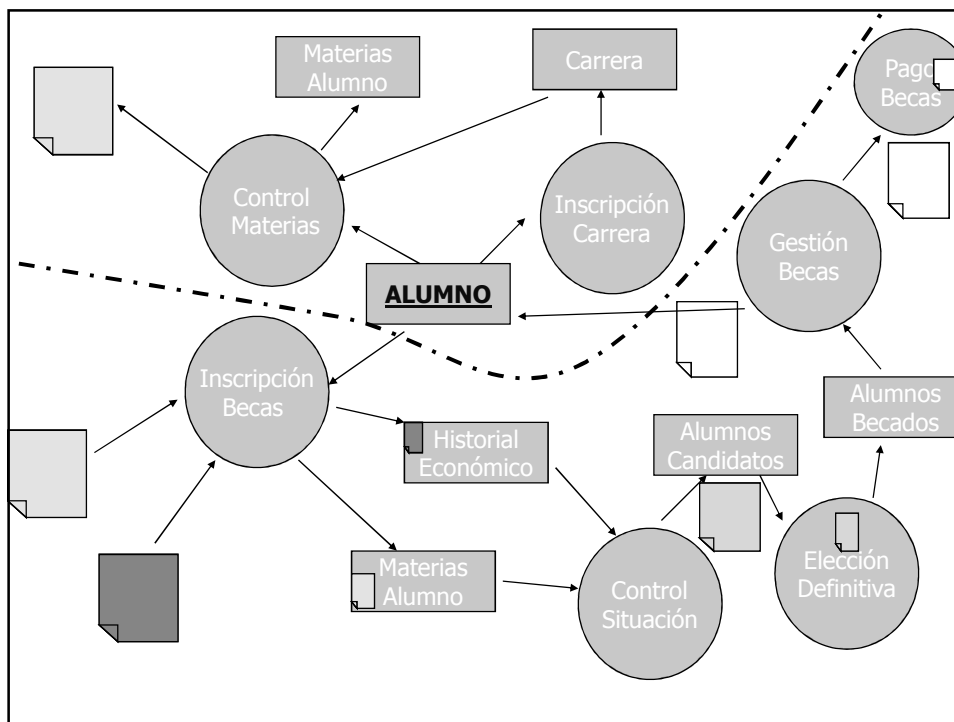 Materias
Alumno
Carrera
Pago
Becas
Control
Materias
Inscripción
Carrera
Gestión
Becas
ALUMNO
Inscripción
Becas
Alumnos
Becados
Historial
Económico
Alumnos
Candidatos
Materias
Alumno
Control
Situación
Elección
Definitiva